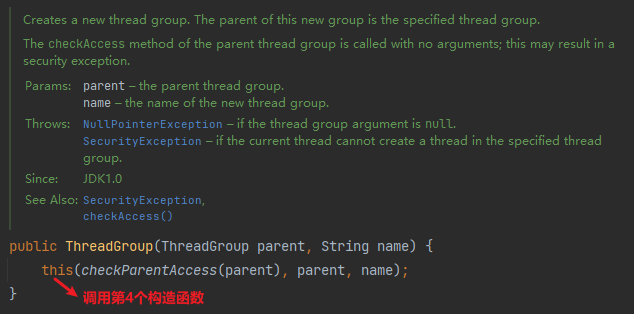 Creates a new thread group. The parent of this new group is the specified thread group.
The checkAccess method of the parent thread group is called with no arguments; this may result in a
security exception.
Params: parent – the parent thread group.
name – the name of the new thread group.
Throws: NullPointerException – if the thread group argument is null.
SecurityException – if the current thread cannot create a thread in the specified thread
group.
Since: JDK1.0
See Also: SecurityException,
checkAccess()
public ThreadGroup(ThreadGroup parent, String name) {
this(checkParentAccess(parent), parent, name);
}
调用第4个构造函数